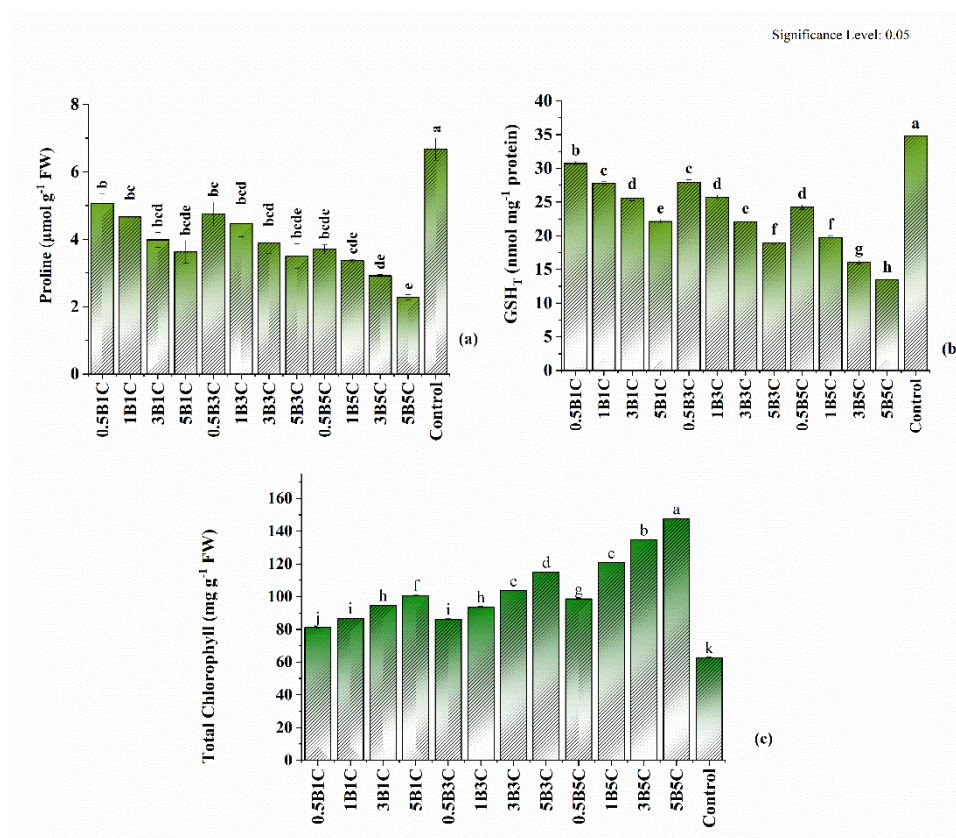 Significance Level: 0.05
Proline (μmol g-1 FW)
8
6
4
2
0
b
bc
bcd
bcde
bc
bcd
bcd
bcde
bcde
cde
de
e
a
0.5B1C
1B1C
3B1C
5B1C
0.5B3C
1B3C
3B3C
5B3C
0.5B5C
1B5C
3B5C
5B5C
Control
(a)
GSHT (nmol mg-1 protein)
40
35
30
25
20
15
10
5
0
b
c
d
e
c
d
e
f
d
f
g
h
a
0.5B1C
1B1C
3B1C
5B1C
0.5B3C
1B3C
3B3C
5B3C
0.5B5C
1B5C
3B5C
5B5C
Control
(b)
Total Chlorophyll (mg g-1 FW)
160
140
120
100
80
60
40
20
0
j
i
h
f
i
h
e
d
g
c
b
a
k
0.5B1C
1B1C
3B1C
5B1C
0.5B3C
1B3C
3B3C
5B3C
0.5B5C
1B5C
3B5C
5B5C
Control
(c)